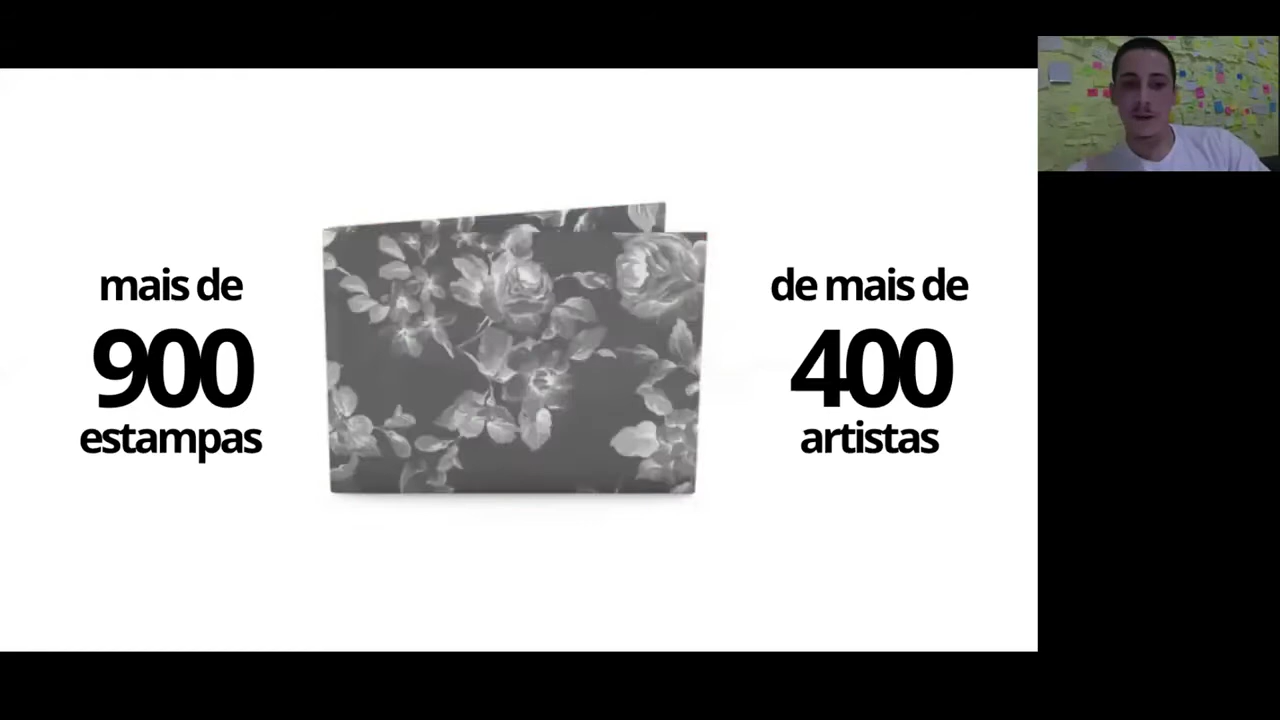 mais de
900
estampas
de mais de
400
artistas